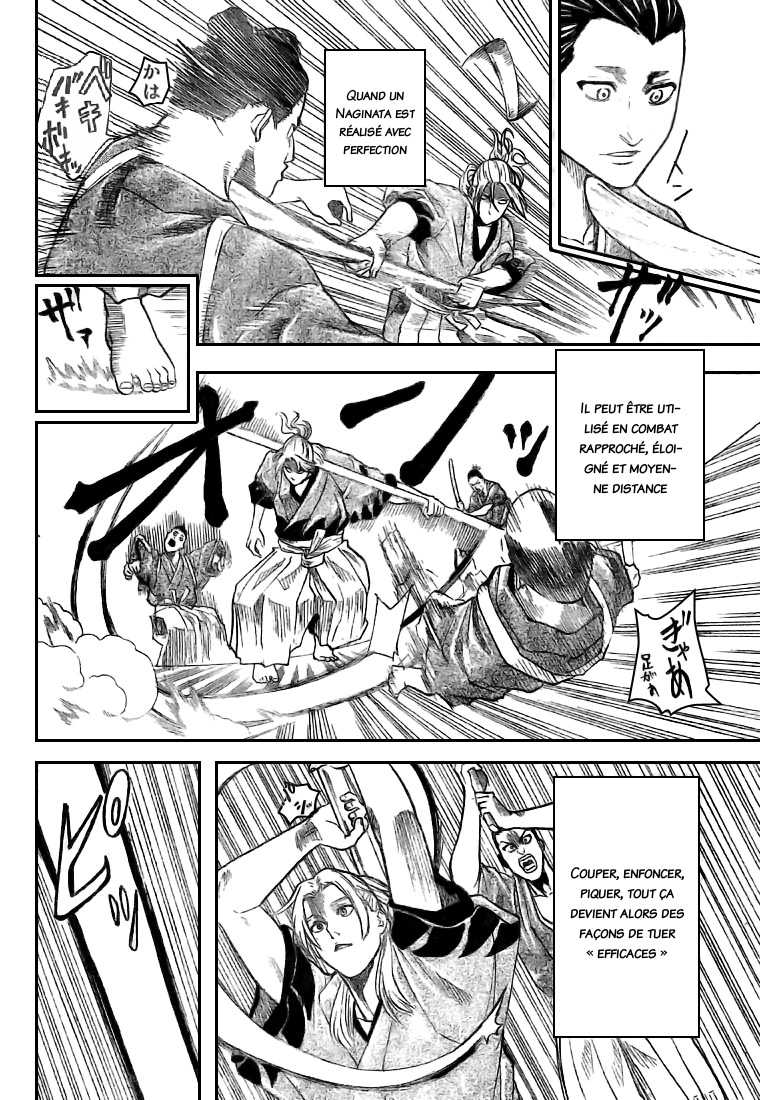 Quand un
Naginata est
réalisé avec
perfection
かは
ベキ
バキ
ボキッ
ザァ
Il peut être uti-
lisé en combat
rapproché, éloi-
gné et moyen-
ne distance
オン
ぎゃあ
足がぁ
ピッ
Couper, enfoncer,
piquer, tout ça
devient alors des
façons de tuer
« efficaces »